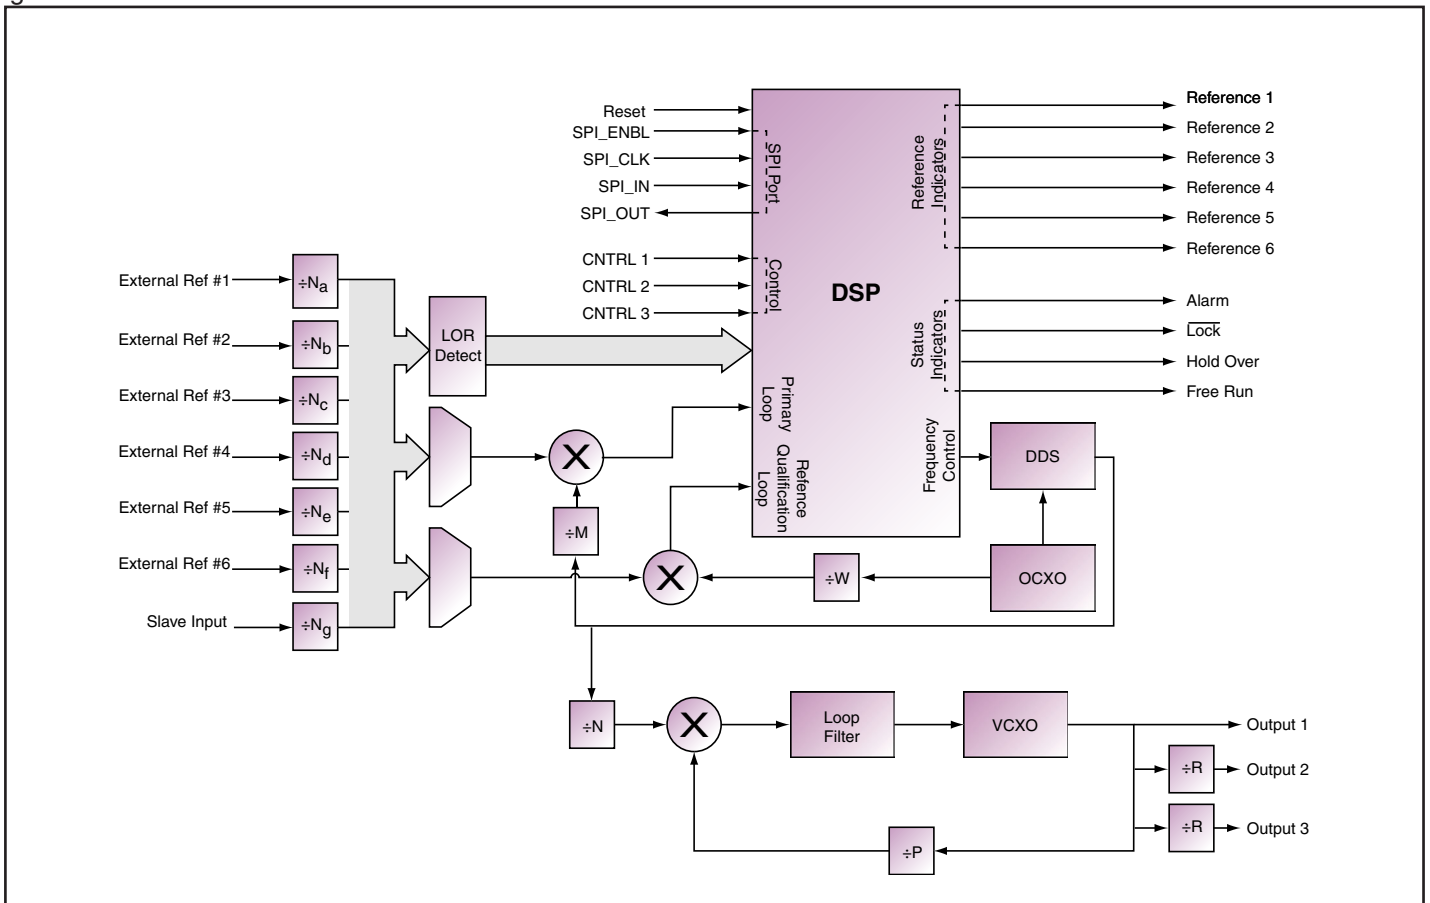 Reset
SPI_ENBL
SPI_CLK
SPI_IN
SPI_OUT
SPI Port
CNTRL 1
CNTRL 2
CNTRL 3
Control
DSP
Reference
Indicators
Reference 1
Reference 2
Reference 3
Reference 4
Reference 5
Reference 6
Status
Indicators
Alarm
Lock
Hold Over
Free Run
External Ref #1
÷Na
External Ref #2
÷Nb
External Ref #3
÷Nc
External Ref #4
÷Nd
External Ref #5
÷Ne
External Ref #6
÷Nf
Slave Input
÷Ng
LOR
Detect
Primary
Loop
Refence
Qualification
Loop
Frequency
Control
X
÷M
X
÷W
DDS
OCXO
÷N
X
Loop
Filter
VCXO
Output 1
÷R
Output 2
÷R
Output 3
÷P